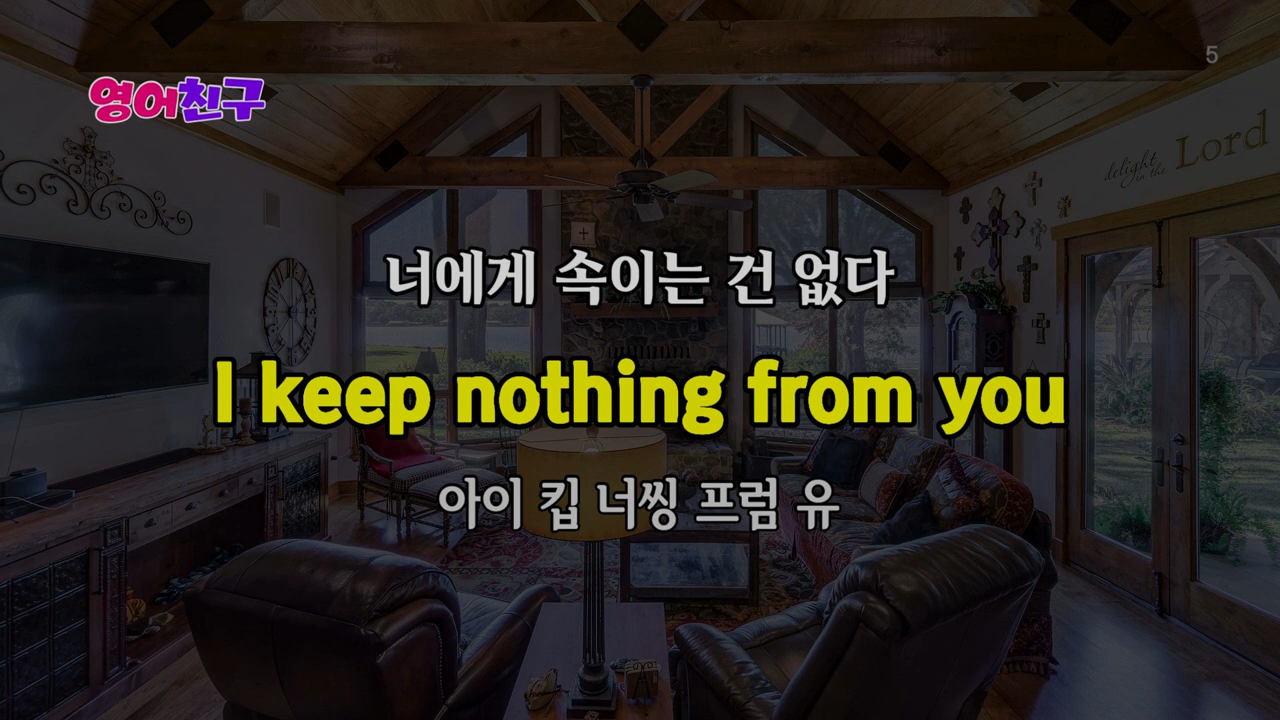 5
영어친구
delight in the Lord
너에게 속이는 건 없다
I keep nothing from you
아이 킵 너씽 프럼 유